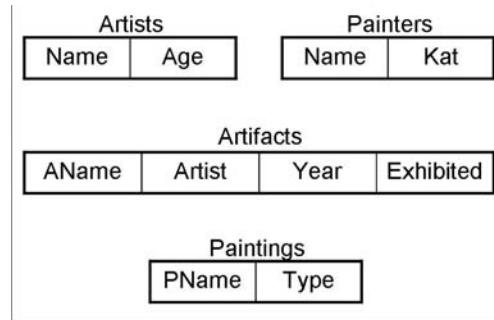 Artists Painters
Name Age Name Kat
Artifacts
AName Artist Year Exhibited
Paintings
PName Type